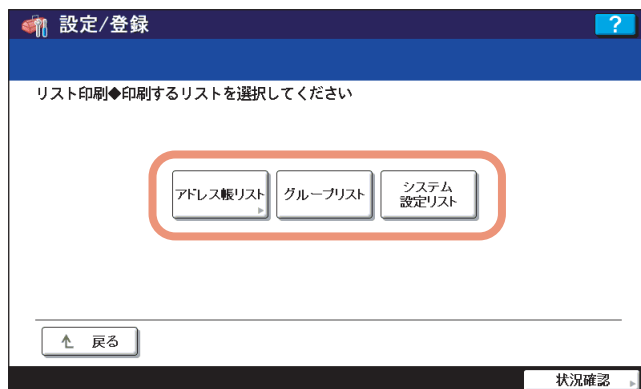 設定/登録
?
リスト印刷◆印刷するリストを選択してください
アドレス帳リスト
グループリスト
システム
設定リスト
戻る
状況確認